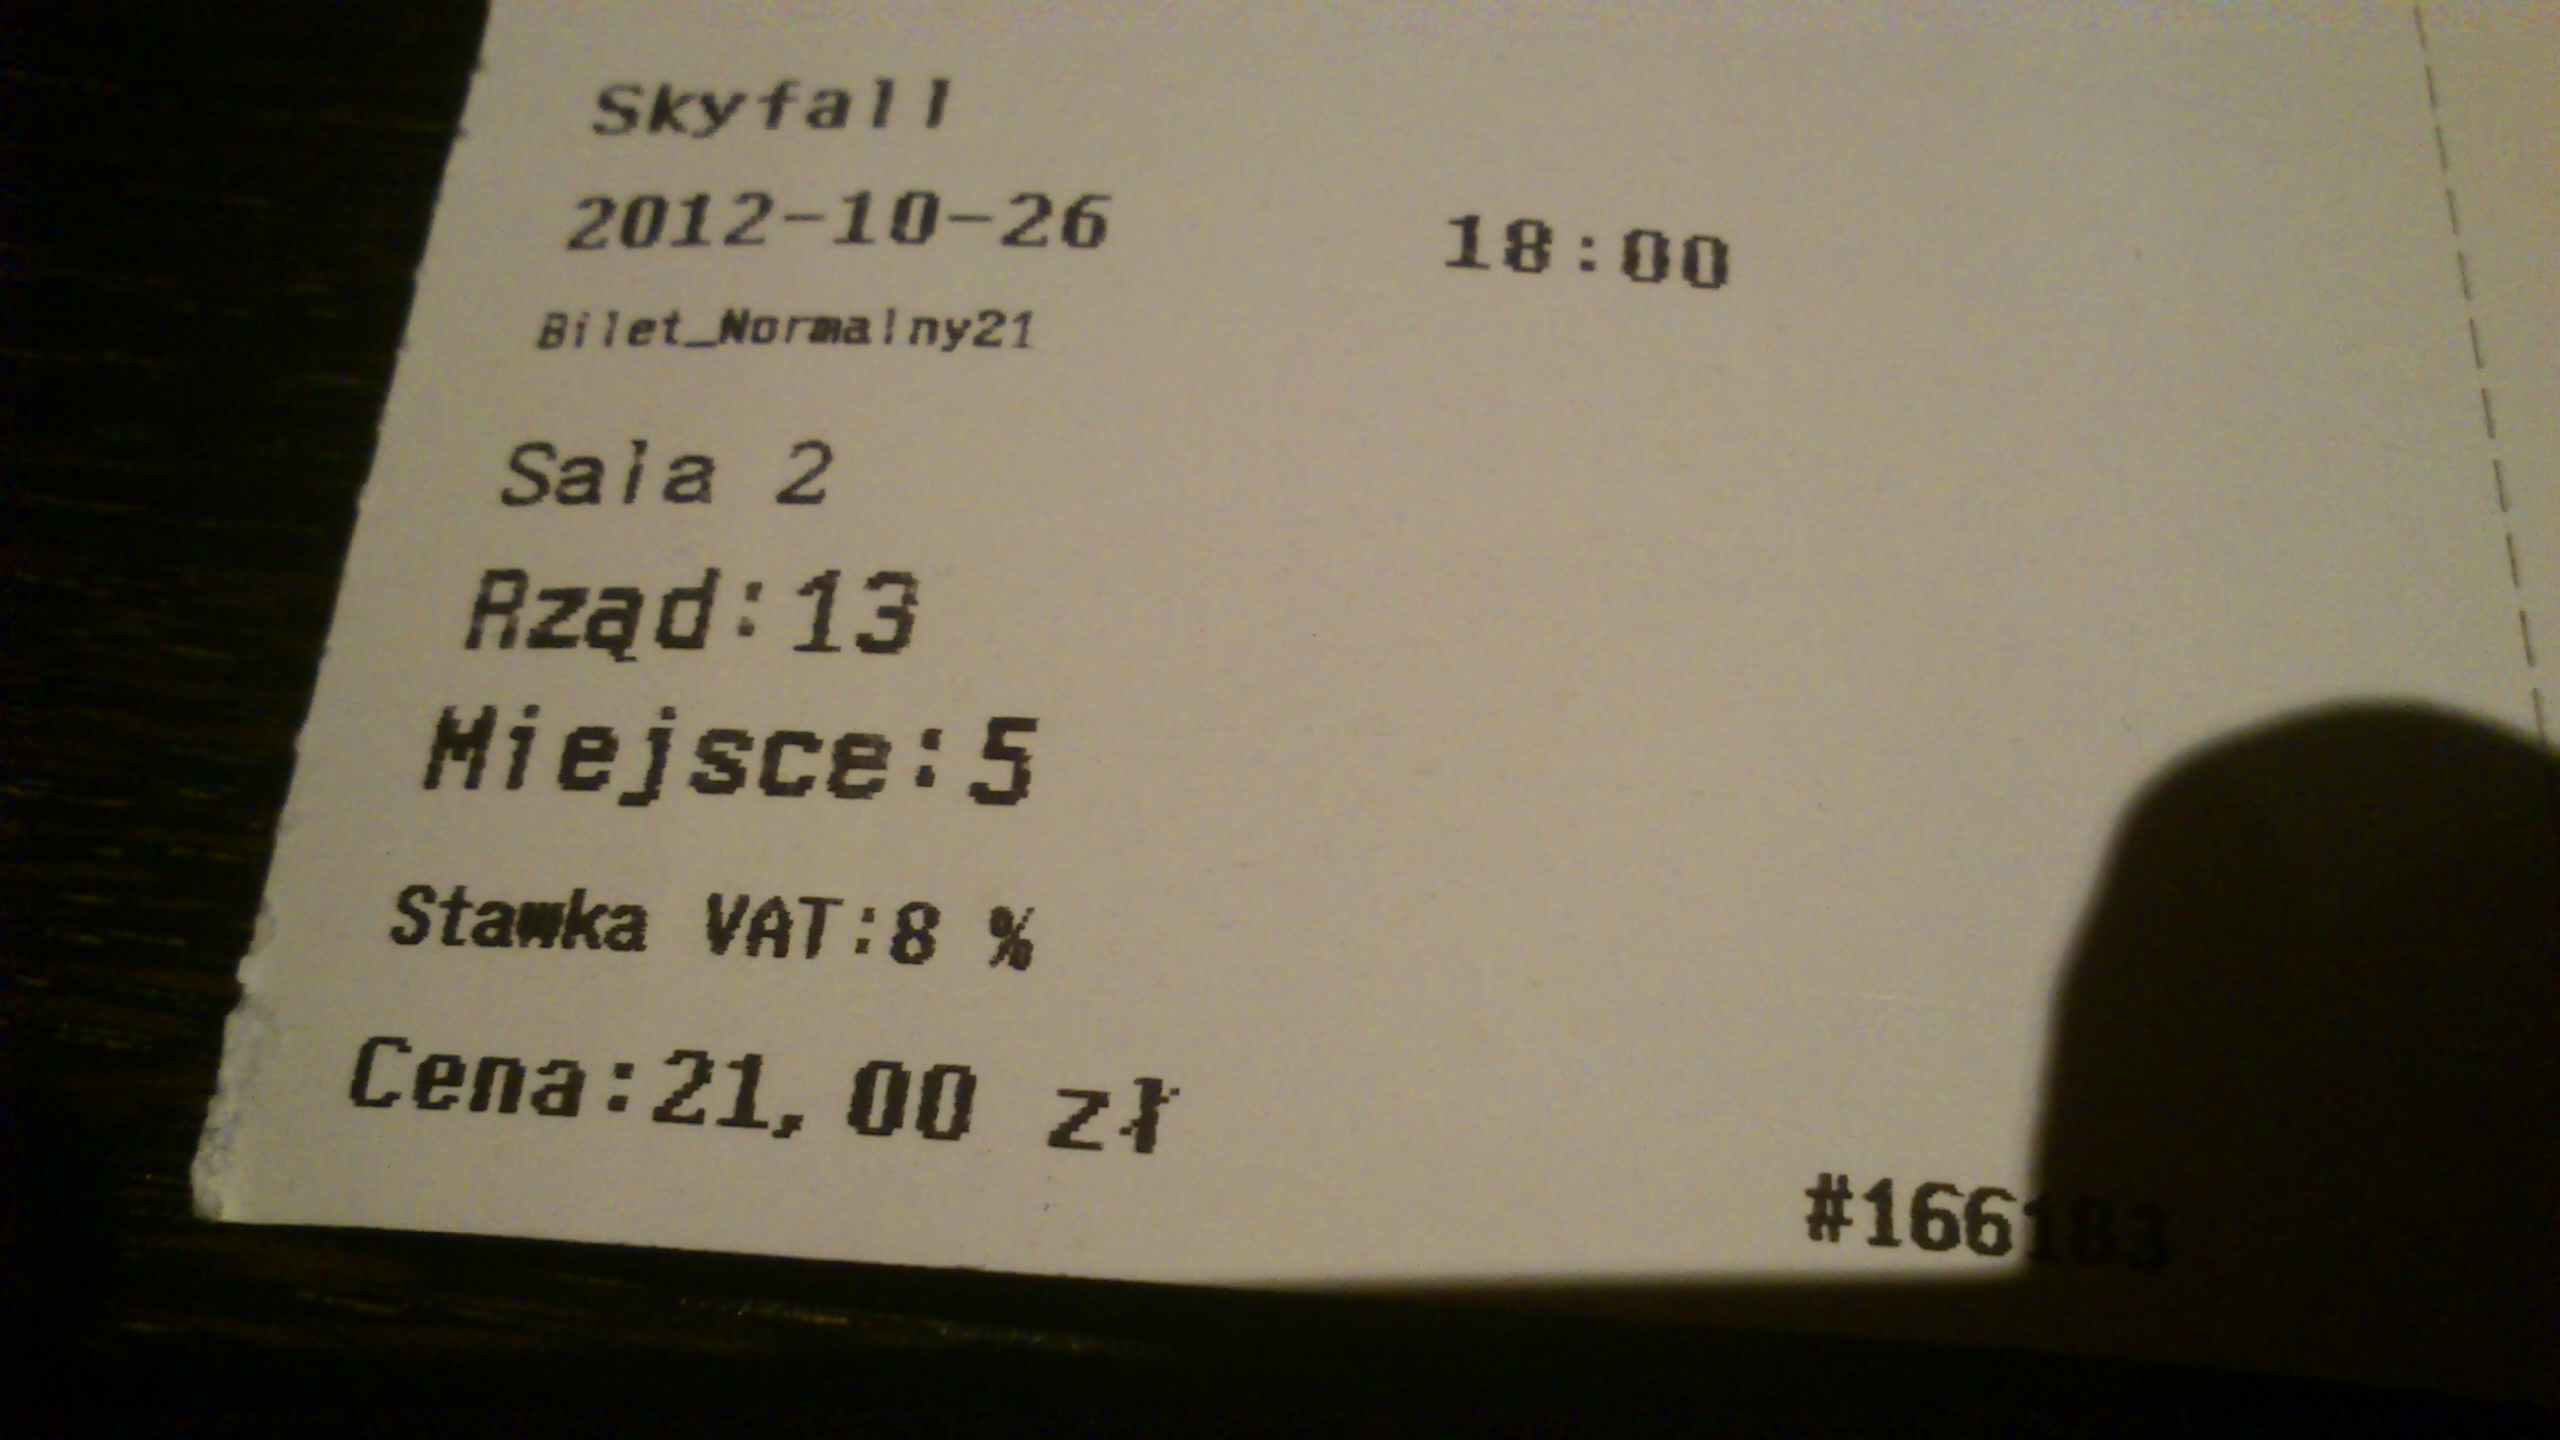 Skyfall
2012-10-26 18:00
Bilet_Normalny21
Sala 2
Rząd:13
Miejsce:5
Stawka VAT:8 %
Cena:21,00 zł
#166183